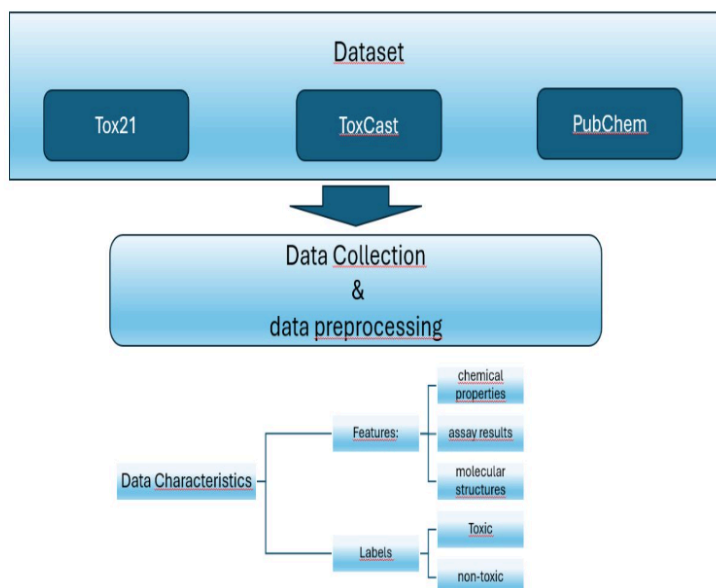 Dataset
Tox21
ToxCast
PubChem
Data Collection
&
data preprocessing
Data Characteristics
Features:
chemical
properties
assay results
molecular
structures
Labels
Toxic
non-toxic